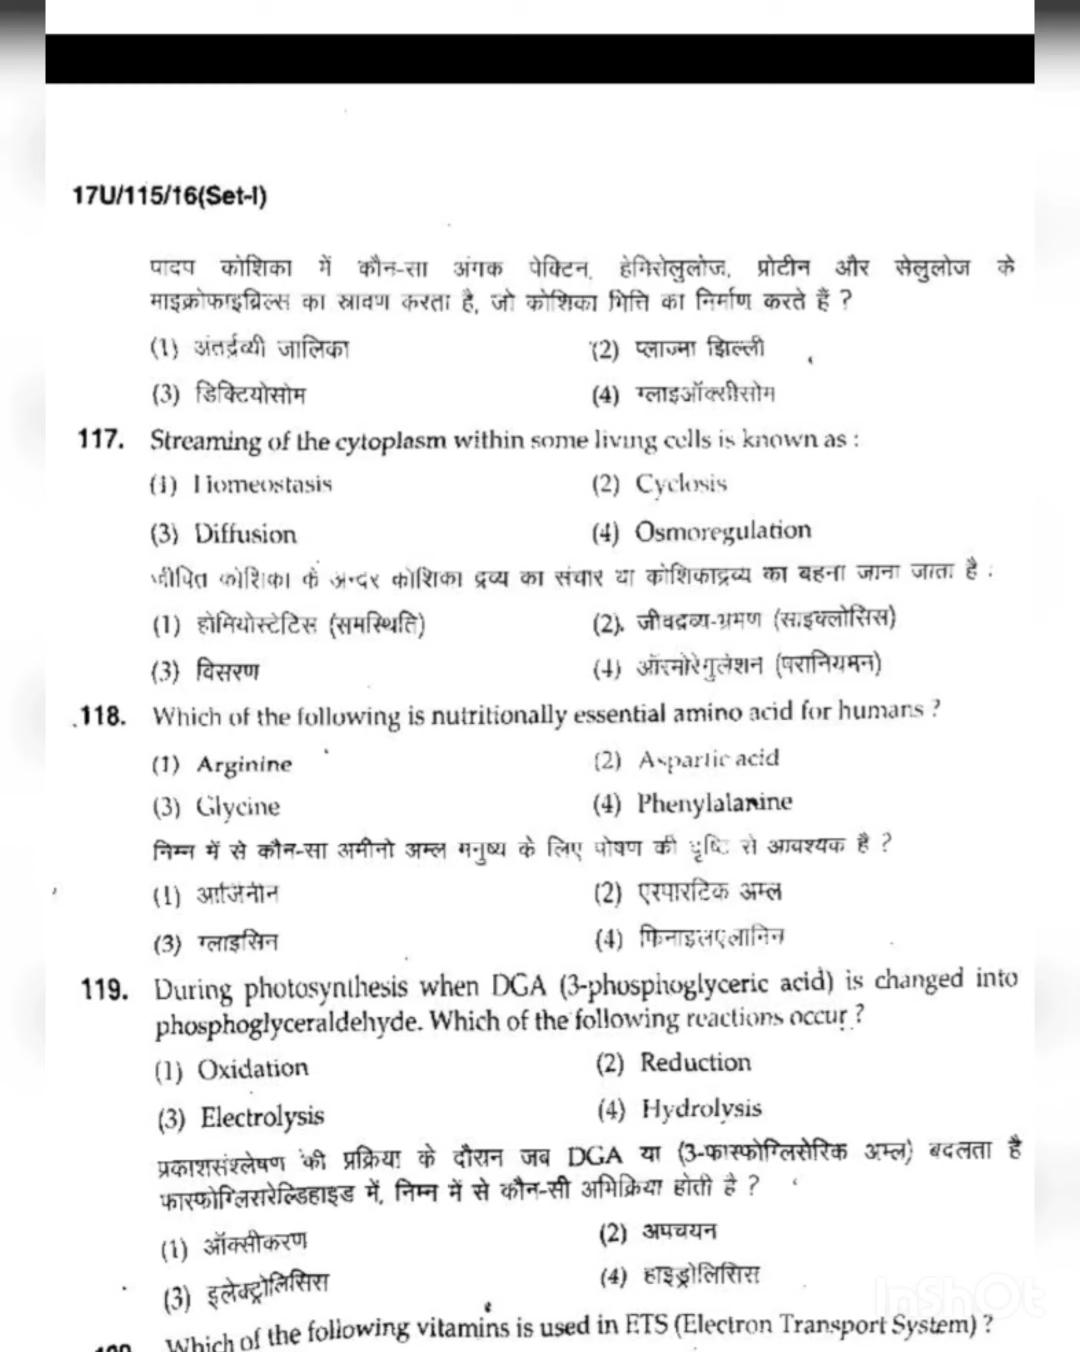 17U/115/16(Set-I)
पादप कोशिका में कौन-सा अंगक पेक्टिन, हेमिसेलुलोज, प्रोटीन और सेलुलोज के
माइक्रोफाइब्रिल्स का स्रावण करता है, जो कोशिका भित्ति का निर्माण करते हैं ?
(1) अंतर्द्रव्यी जालिका (2) प्लाज्मा झिल्ली
(3) डिक्टियोसोम (4) ग्लाइऑक्सीसोम
117. Streaming of the cytoplasm within some living cells is known as :
(1) Homeostasis (2) Cyclosis
(3) Diffusion (4) Osmoregulation
जीवित कोशिका के अन्दर कोशिका द्रव्य का संचार या कोशिकाद्रव्य का बहना जाना जाता है :
(1) होमियोस्टेटिस (समस्थिति) (2). जीवद्रव्य-भ्रमण (साइक्लोसिस)
(3) विसरण (4) ऑस्मोरेगुलेशन (परानियमन)
118. Which of the following is nutritionally essential amino acid for humans ?
(1) Arginine (2) Aspartic acid
(3) Glycine (4) Phenylalanine
निम्न में से कौन-सा अमीनो अम्ल मनुष्य के लिए पोषण की दृष्टि से आवश्यक है ?
(1) आर्जिनीन (2) एस्पारटिक अम्ल
(3) ग्लाइसिन (4) फिनाइलएलानिन
119. During photosynthesis when DGA (3-phosphoglyceric acid) is changed into
phosphoglyceraldehyde. Which of the following reactions occur ?
(1) Oxidation (2) Reduction
(3) Electrolysis (4) Hydrolysis
प्रकाशसंश्लेषण की प्रक्रिया के दौरान जब DGA या (3-फास्फोग्लिसेरिक अम्ल) बदलता है
फास्फोग्लिसरेल्डिहाइड में, निम्न में से कौन-सी अभिक्रिया होती है ?
(1) ऑक्सीकरण (2) अपचयन
(3) इलेक्ट्रोलिसिस (4) हाइड्रोलिसिस
Which of the following vitamins is used in ETS (Electron Transport System) ?
InShOt